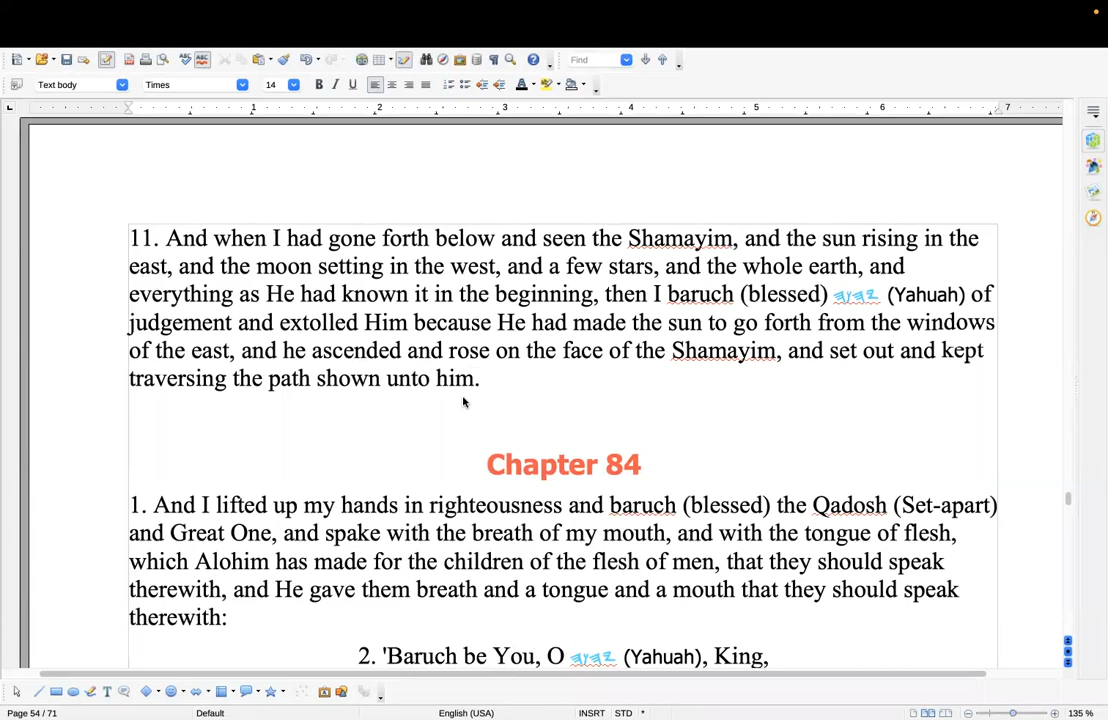 Find
Text body
Times
14
B I U
1 2 3 4 5 6 7
11. And when I had gone forth below and seen the Shamayim, and the sun rising in the
east, and the moon setting in the west, and a few stars, and the whole earth, and
everything as He had known it in the beginning, then I baruch (blessed) 𐤉𐤄𐤅𐤄 (Yahuah) of
judgement and extolled Him because He had made the sun to go forth from the windows
of the east, and he ascended and rose on the face of the Shamayim, and set out and kept
traversing the path shown unto him.
Chapter 84
1. And I lifted up my hands in righteousness and baruch (blessed) the Qadosh (Set-apart)
and Great One, and spake with the breath of my mouth, and with the tongue of flesh,
which Alohim has made for the children of the flesh of men, that they should speak
therewith, and He gave them breath and a tongue and a mouth that they should speak
therewith:
2. 'Baruch be You, O 𐤉𐤄𐤅𐤄 (Yahuah), King,
Page 54 / 71
Default
English (USA)
INSRT
STD
*
135 %